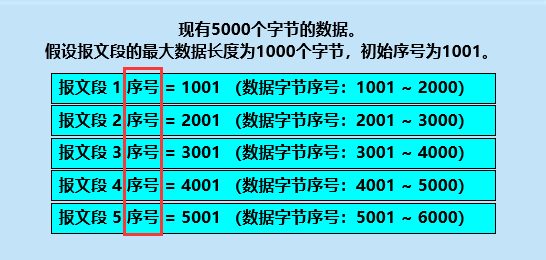 现有5000个字节的数据。
假设报文段的最大数据长度为1000个字节，初始序号为1001。
报文段 1 序号 = 1001 （数据字节序号：1001 ~ 2000）
报文段 2 序号 = 2001 （数据字节序号：2001 ~ 3000）
报文段 3 序号 = 3001 （数据字节序号：3001 ~ 4000）
报文段 4 序号 = 4001 （数据字节序号：4001 ~ 5000）
报文段 5 序号 = 5001 （数据字节序号：5001 ~ 6000）